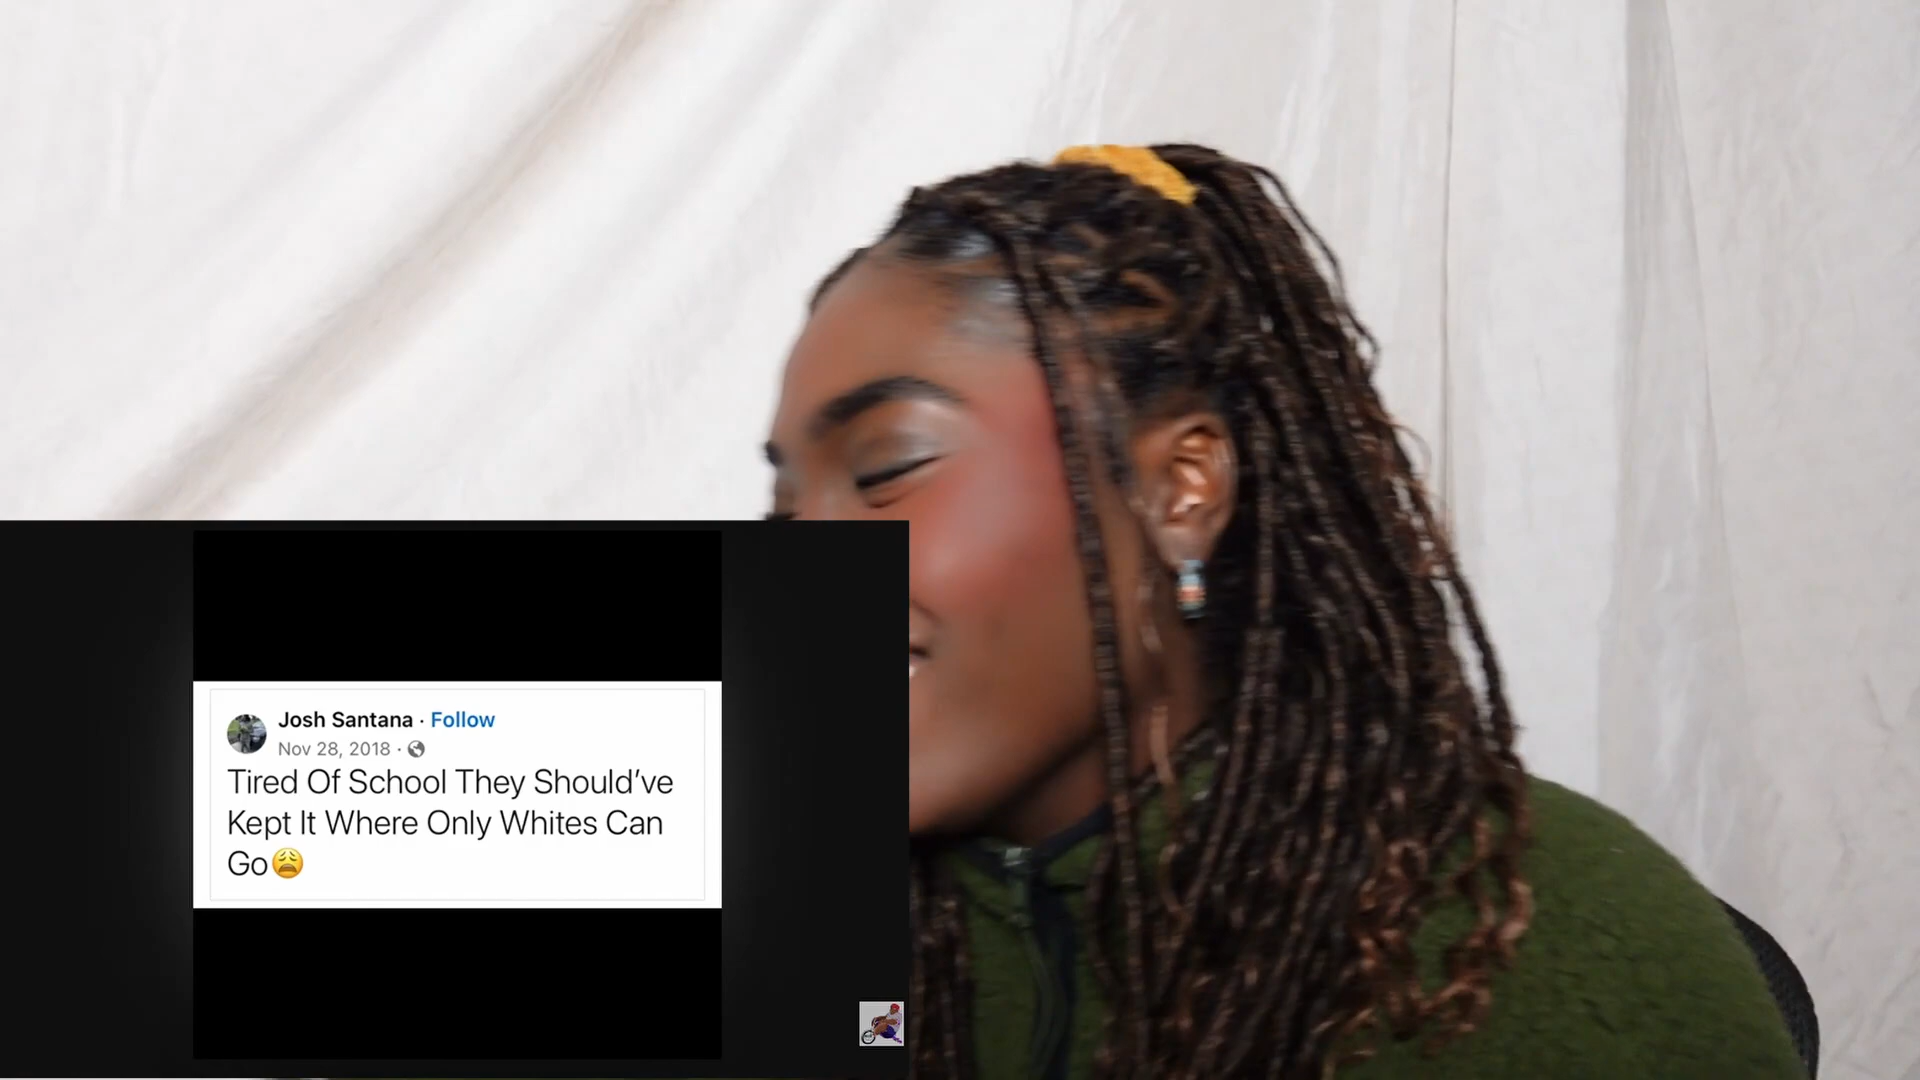 Josh Santana · Follow
Nov 28, 2018 ·
Tired Of School They Should've
Kept It Where Only Whites Can
Go😩